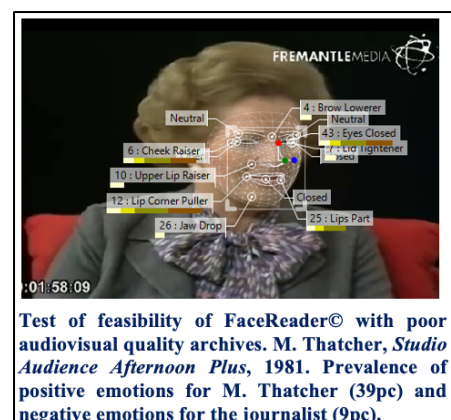 FREMANTLEMEDIA
4 : Brow Lowerer
Neutral
Neutral
43 : Eyes Closed
6 : Cheek Raiser
7 : Lid Tightener
10 : Upper Lip Raiser
12 : Lip Corner Puller
Closed
25 : Lips Part
26 : Jaw Drop
:01:58:09
Test of feasibility of FaceReader© with poor
audiovisual quality archives. M. Thatcher, Studio
Audience Afternoon Plus, 1981. Prevalence of
positive emotions for M. Thatcher (39pc) and
negative emotions for the journalist (9pc).